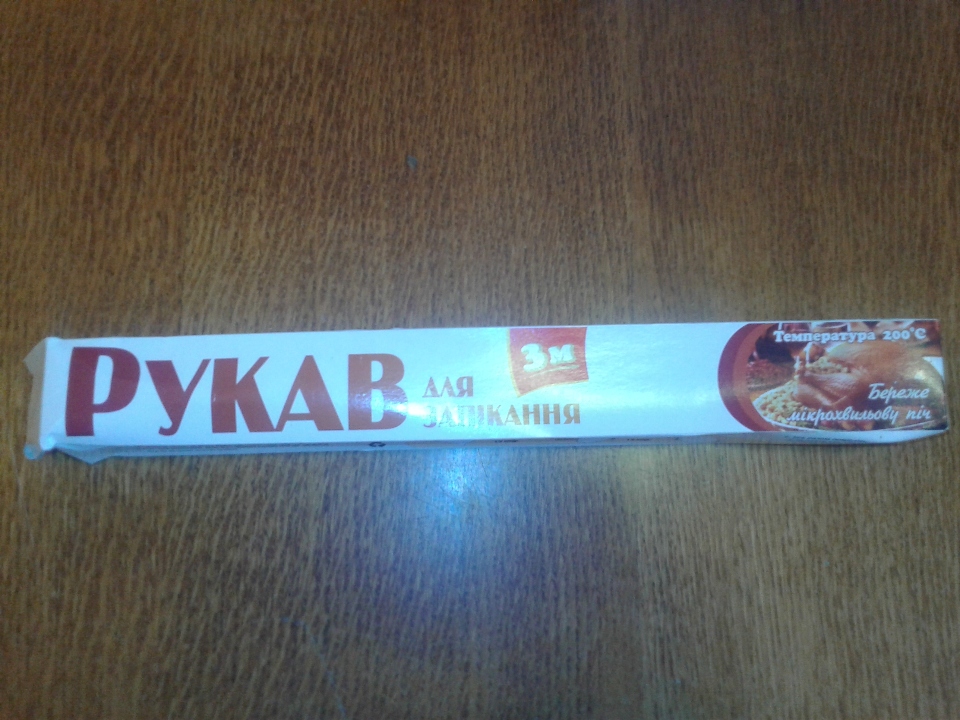 РУКАВ
ДЛЯ
ЗАПІКАННЯ
3м
Температура 200°С
Береже
мікрохвильову піч